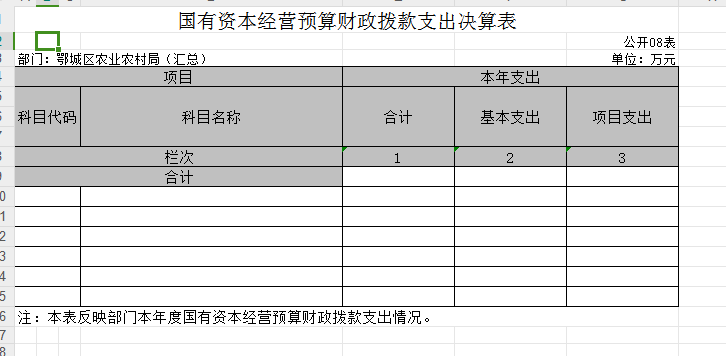 国有资本经营预算财政拨款支出决算表
公开08表
部门：鄂城区农业农村局（汇总） 单位：万元
项目 本年支出
科目代码 科目名称 合计 基本支出 项目支出
栏次 1 2 3
合计
注：本表反映部门本年度国有资本经营预算财政拨款支出情况。